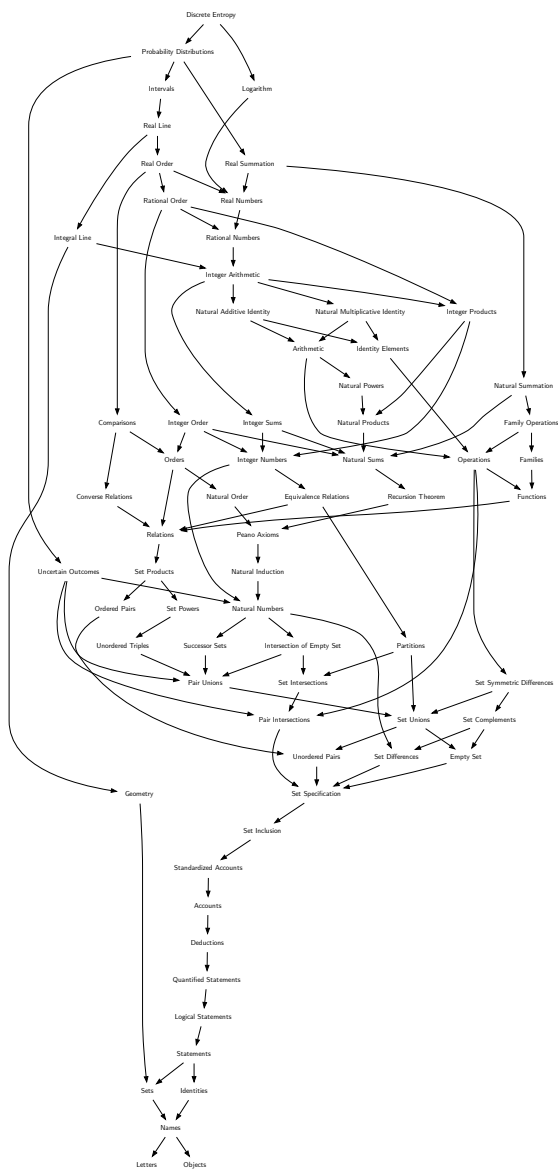 Discrete Entropy
Probability Distributions
Intervals
Logarithm
Real Line
Real Order
Real Summation
Rational Order
Real Numbers
Integral Line
Rational Numbers
Integer Arithmetic
Natural Additive Identity
Natural Multiplicative Identity
Integer Products
Arithmetic
Identity Elements
Natural Powers
Natural Summation
Comparisons
Integer Order
Integer Sums
Natural Products
Family Operations
Orders
Integer Numbers
Natural Sums
Operations
Families
Converse Relations
Natural Order
Equivalence Relations
Recursion Theorem
Functions
Relations
Peano Axioms
Uncertain Outcomes
Set Products
Natural Induction
Ordered Pairs
Set Powers
Natural Numbers
Unordered Triples
Successor Sets
Intersection of Empty Set
Partitions
Pair Unions
Set Intersections
Set Symmetric Differences
Pair Intersections
Set Unions
Set Complements
Unordered Pairs
Set Differences
Empty Set
Geometry
Set Specification
Set Inclusion
Standardized Accounts
Accounts
Deductions
Quantified Statements
Logical Statements
Statements
Sets
Identities
Names
Letters
Objects